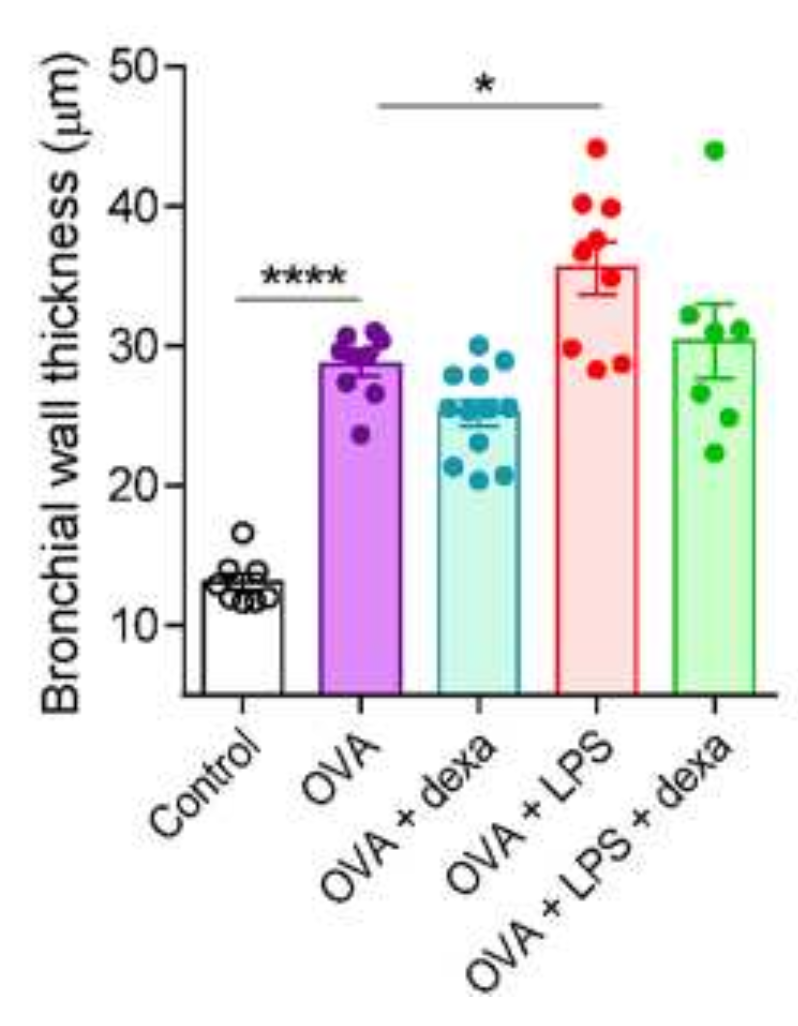 Bronchial wall thickness (μm)
50
40
30
20
10
*
****
Control
OVA
OVA + dexa
OVA + LPS
OVA + LPS + dexa